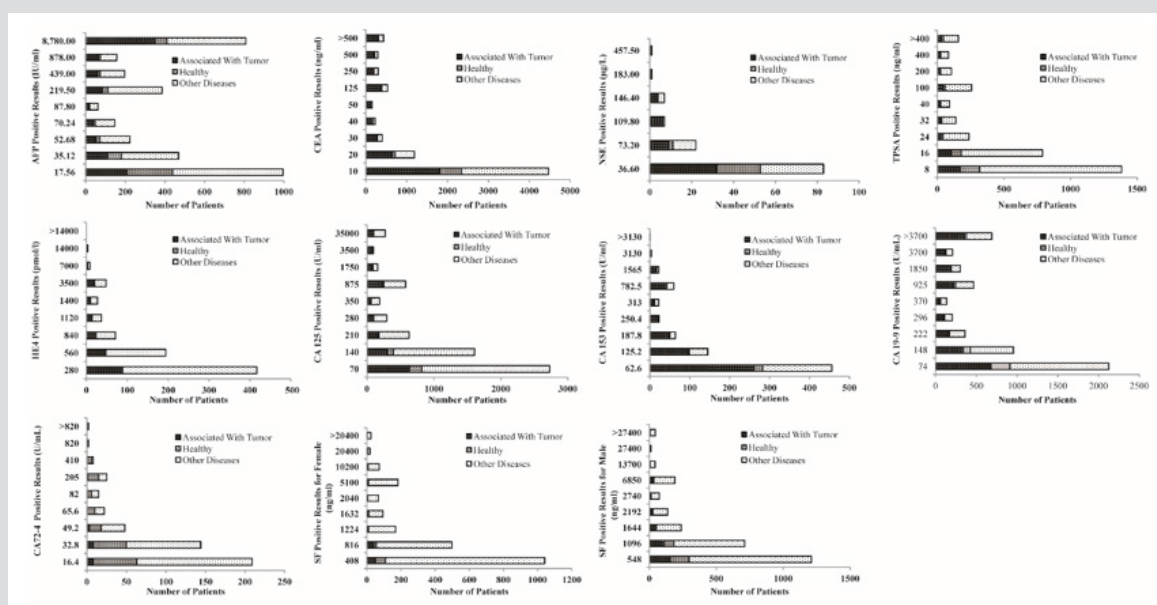 AFP Positive Results (IU/ml)
8,780.00
878.00
439.00
219.50
87.80
70.24
52.68
35.12
17.56
0 200 400 600 800 1000
Number of Patients
Associated With Tumor
Healthy
Other Diseases
CEA Positive Results (ng/ml)
>500
500
250
125
50
40
30
20
10
0 1000 2000 3000 4000 5000
Number of Patients
Associated With Tumor
Healthy
Other Diseases
NSE Positive Results (µg/L)
457.50
183.00
146.40
109.80
73.20
36.60
0 20 40 60 80 100
Number of Patients
Associated With Tumor
Healthy
Other Diseases
TPSA Positive Results (ng/ml)
>400
400
200
100
40
32
24
16
8
0 500 1000 1500
Number of Patients
Associated With Tumor
Healthy
Other Diseases
HE4 Positive Results (pmol/l)
>14000
14000
7000
3500
1400
1120
840
560
280
0 100 200 300 400 500
Number of Patients
Associated With Tumor
Healthy
Other Diseases
CA 125 Positive Results (U/ml)
35000
3500
1750
875
350
280
210
140
70
0 1000 2000 3000
Number of Patients
Associated With Tumor
Healthy
Other Diseases
CA 153 Positive Results (U/ml)
>3130
3130
1565
782.5
313
250.4
187.8
125.2
62.6
0 100 200 300 400 500
Number of Patients
Associated With Tumor
Healthy
Other Diseases
CA 19-9 Positive Results (U/mL)
>3700
3700
1850
925
370
296
222
148
74
0 500 1000 1500 2000 2500
Number of Patients
Associated With Tumor
Healthy
Other Diseases
CA72-4 Positive Results (U/mL)
>820
820
410
205
82
65.6
49.2
32.8
16.4
0 50 100 150 200 250
Number of Patients
Associated With Tumor
Healthy
Other Diseases
SF Positive Results for Female
(ng/ml)
>20400
20400
10200
5100
2040
1632
1224
816
408
0 200 400 600 800 1000 1200
Number of Patients
Associated With Tumor
Healthy
Other Diseases
SF Positive Results for Male
(ng/ml)
>27400
27400
13700
6850
2740
2192
1644
1096
548
0 500 1000 1500
Number of Patients
Associated With Tumor
Healthy
Other Diseases